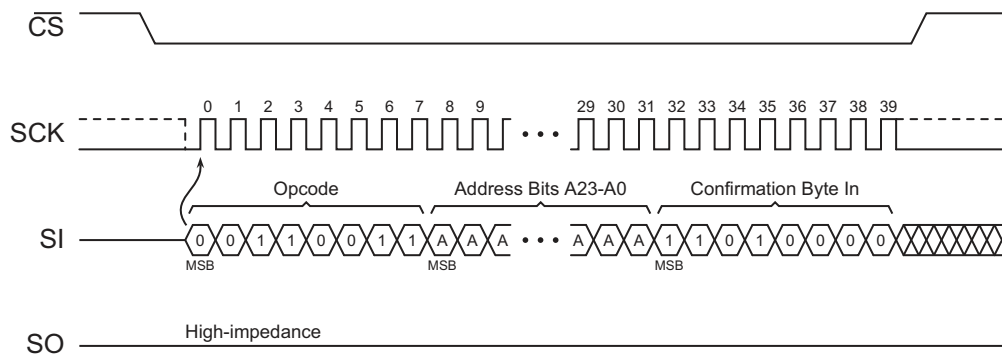 CS
SCK
0 1 2 3 4 5 6 7 8 9 29 30 31 32 33 34 35 36 37 38 39
• • •
Opcode Address Bits A23-A0 Confirmation Byte In
SI
0 0 1 1 0 0 1 1 A A A • • • A A A 1 1 0 1 0 0 0 0
MSB MSB MSB
High-impedance
SO